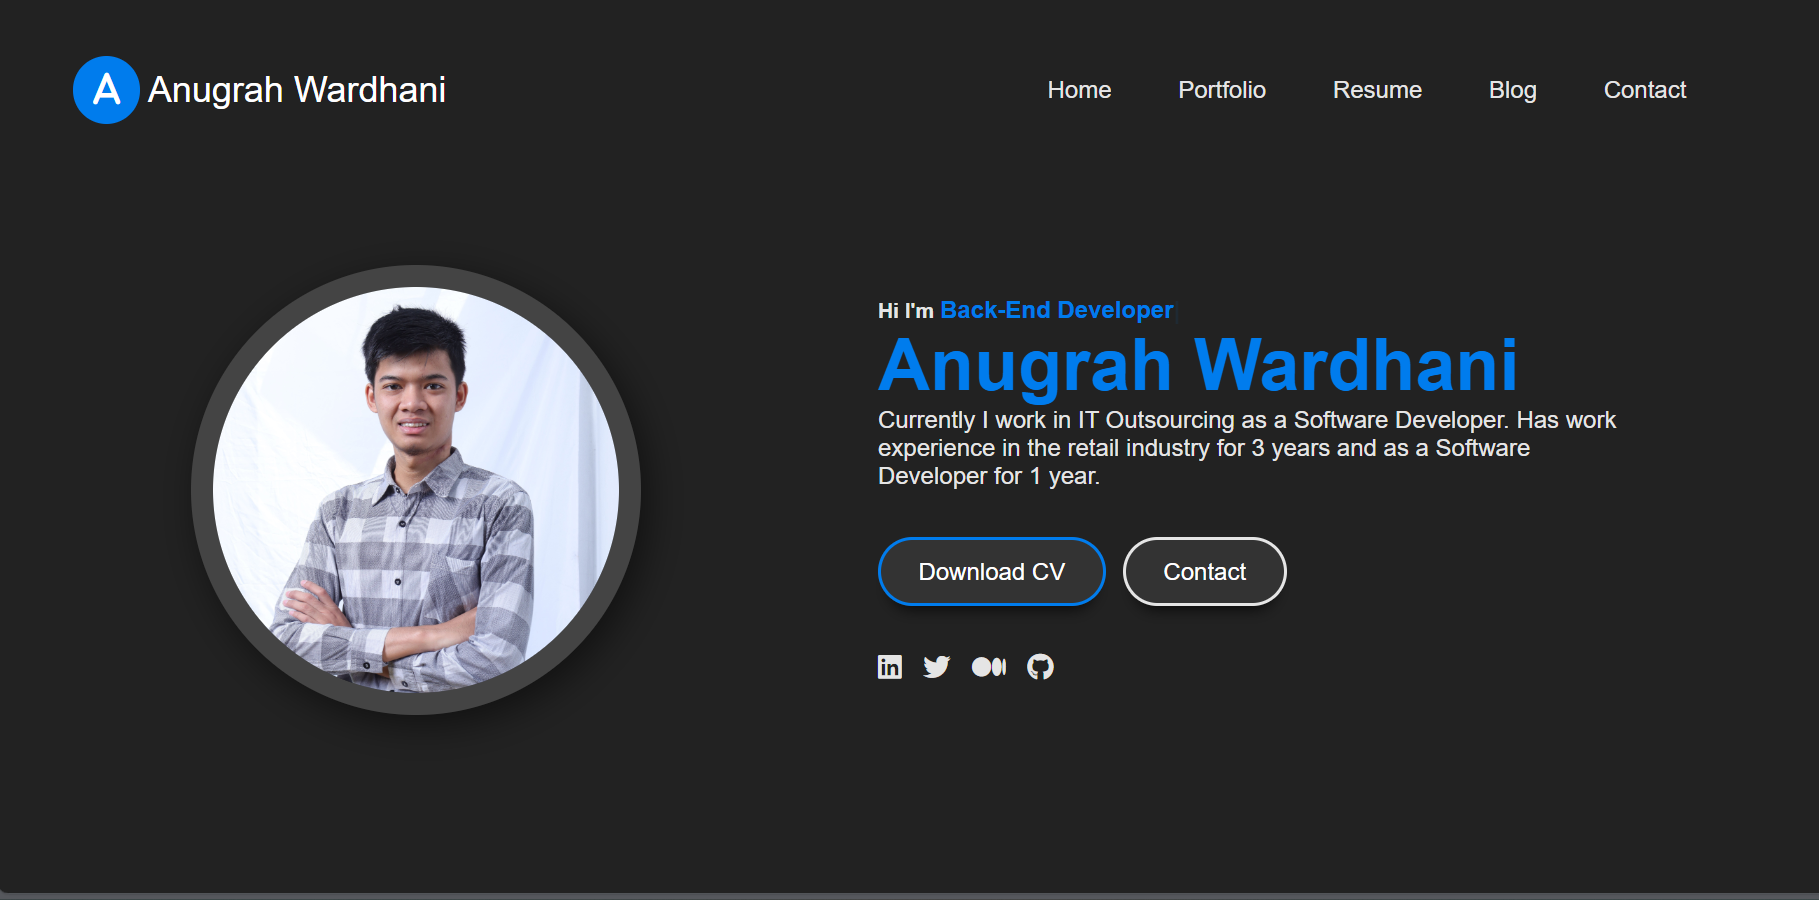 A Anugrah Wardhani
Home Portfolio Resume Blog Contact
Hi I'm Back-End Developer
Anugrah Wardhani
Currently I work in IT Outsourcing as a Software Developer. Has work
experience in the retail industry for 3 years and as a Software
Developer for 1 year.
Download CV Contact
in